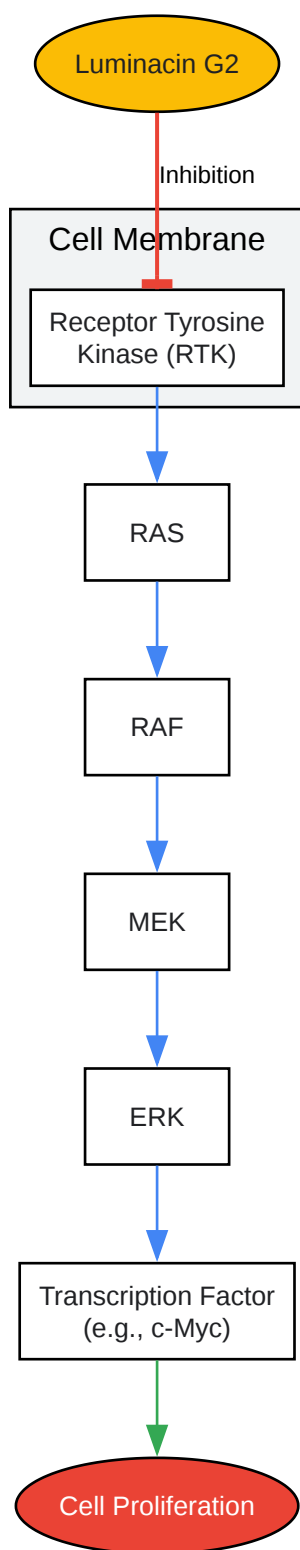 Luminacin G2
Inhibition
Cell Membrane
Receptor Tyrosine
Kinase (RTK)
RAS
RAF
MEK
ERK
Transcription Factor
(e.g., c-Myc)
Cell Proliferation